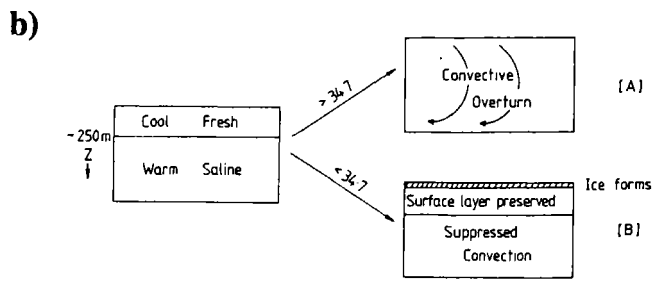 b)
Cool Fresh
~250m
Z
Warm Saline
> 34.7
< 34.7
Convective
Overturn
[A]
Ice forms
Surface layer preserved
Suppressed
Convection
[B]